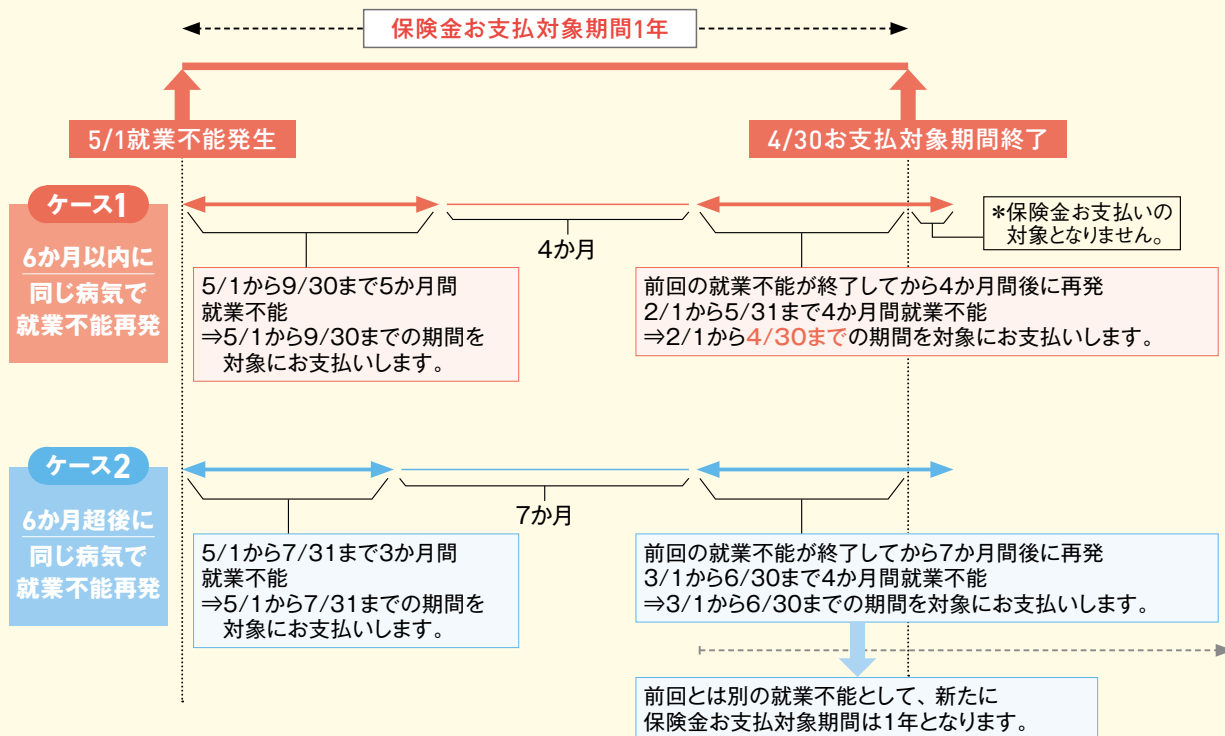 保険金お支払対象期間1年
5/1就業不能発生
4/30お支払対象期間終了
ケース1
6か月以内に
同じ病気で
就業不能再発
4か月
*保険金お支払いの
対象となりません。
5/1から9/30まで5か月間
就業不能
⇒5/1から9/30までの期間を
対象にお支払いします。
前回の就業不能が終了してから4か月間後に再発
2/1から5/31まで4か月間就業不能
⇒2/1から4/30までの期間を対象にお支払いします。
ケース2
6か月超後に
同じ病気で
就業不能再発
7か月
5/1から7/31まで3か月間
就業不能
⇒5/1から7/31までの期間を
対象にお支払いします。
前回の就業不能が終了してから7か月間後に再発
3/1から6/30まで4か月間就業不能
⇒3/1から6/30までの期間を対象にお支払いします。
前回とは別の就業不能として、新たに
保険金お支払対象期間は1年となります。